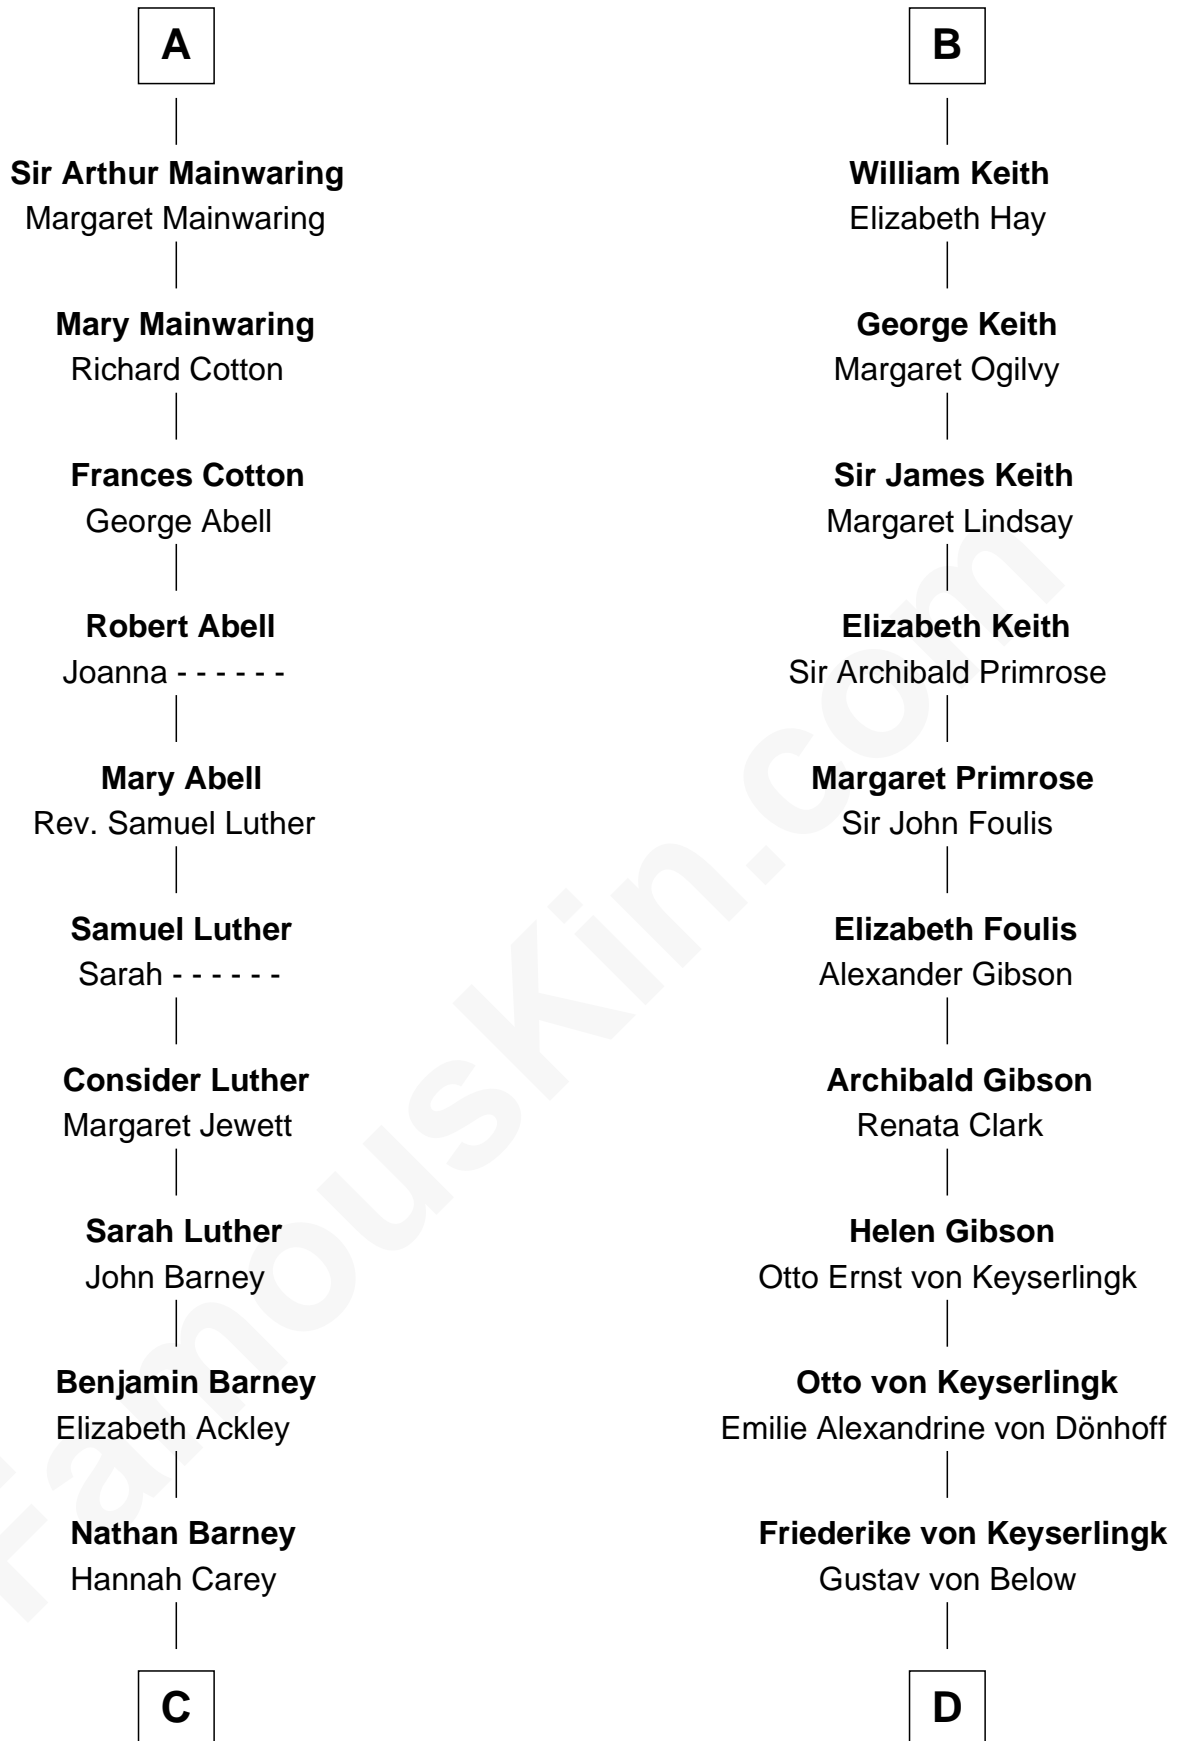 A
Sir Arthur Mainwaring
Margaret Mainwaring
Mary Mainwaring
Richard Cotton
Frances Cotton
George Abell
Robert Abell
Joanna - - - - - -
Mary Abell
Rev. Samuel Luther
Samuel Luther
Sarah - - - - - -
Consider Luther
Margaret Jewett
Sarah Luther
John Barney
Benjamin Barney
Elizabeth Ackley
Nathan Barney
Hannah Carey
C
B
William Keith
Elizabeth Hay
George Keith
Margaret Ogilvy
Sir James Keith
Margaret Lindsay
Elizabeth Keith
Sir Archibald Primrose
Margaret Primrose
Sir John Foulis
Elizabeth Foulis
Alexander Gibson
Archibald Gibson
Renata Clark
Helen Gibson
Otto Ernst von Keyserlingk
Otto von Keyserlingk
Emilie Alexandrine von Dönhoff
Friederike von Keyserlingk
Gustav von Below
D
FamousKin.com